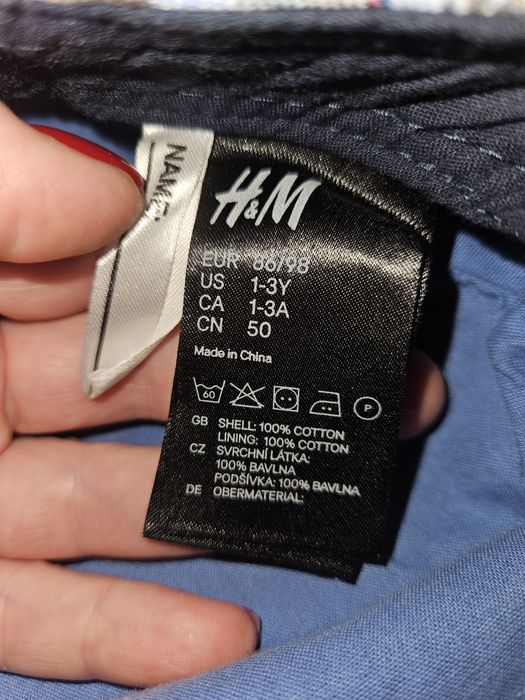 NAME
H&M
EUR 86/98
US 1-3Y
CA 1-3A
CN 50
Made in China
60 P
GB SHELL: 100% COTTON
LINING: 100% COTTON
CZ SVRCHNÍ LÁTKA:
100% BAVLNA
PODŠÍVKA: 100% BAVLNA
DE OBERMATERIAL: